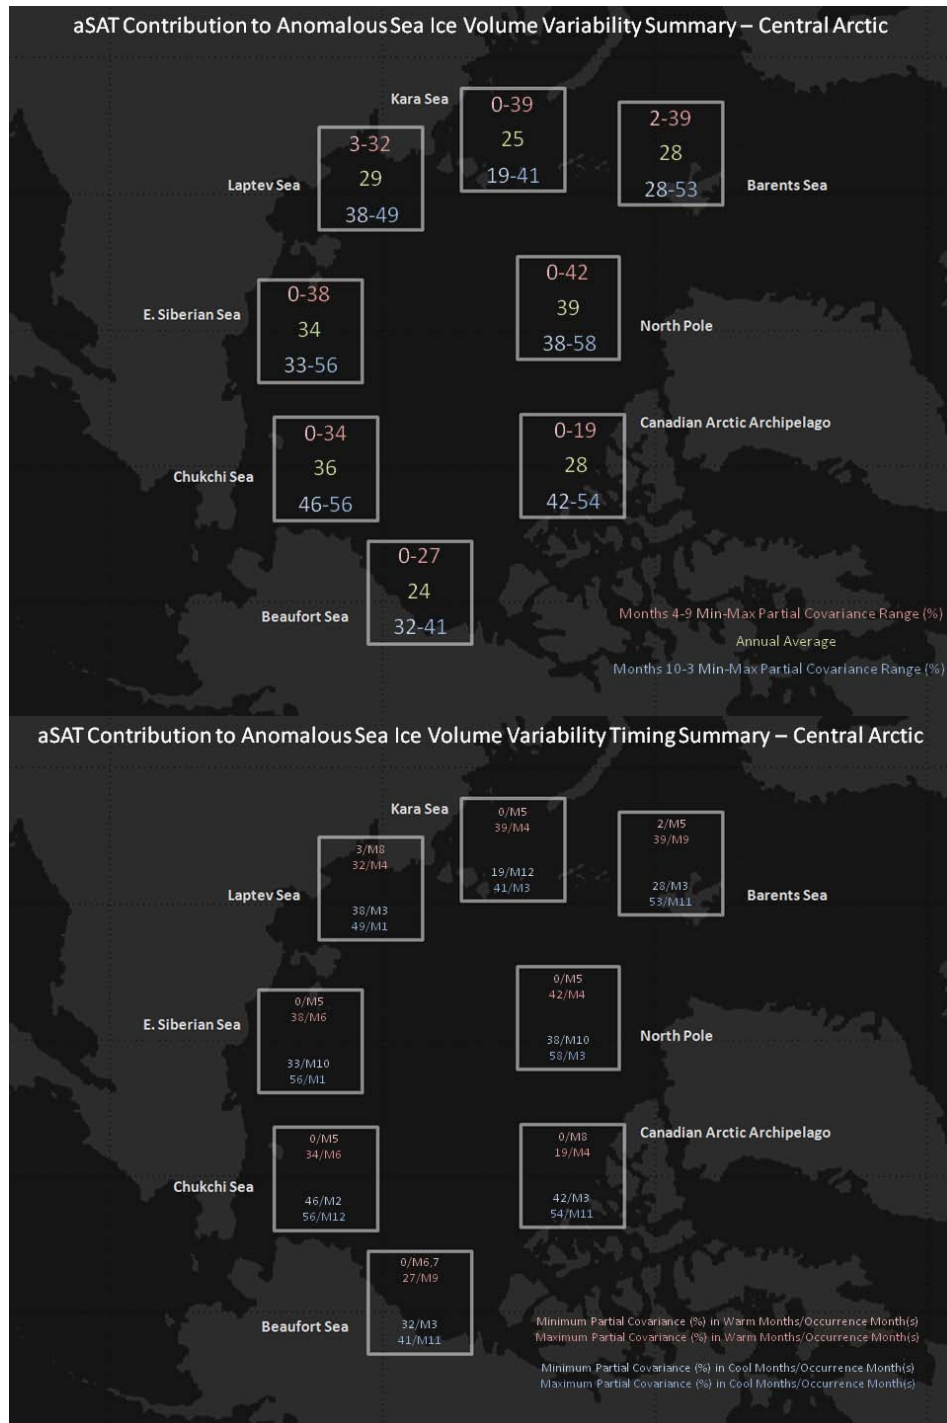 aSAT Contribution to Anomalous Sea Ice Volume Variability Summary – Central Arctic
Kara Sea
0-39
25
19-41
2-39
28
28-53
Barents Sea
Laptev Sea
3-32
29
38-49
E. Siberian Sea
0-38
34
33-56
0-42
39
38-58
North Pole
Chukchi Sea
0-34
36
46-56
0-19
28
42-54
Canadian Arctic Archipelago
Beaufort Sea
0-27
24
32-41
Months 4-9 Min-Max Partial Covariance Range (%)
Annual Average
Months 10-3 Min-Max Partial Covariance Range (%)
aSAT Contribution to Anomalous Sea Ice Volume Variability Timing Summary – Central Arctic
Kara Sea
0/M5
39/M4
19/M12
41/M3
2/M5
39/M9
28/M3
53/M11
Barents Sea
Laptev Sea
3/M8
32/M4
38/M3
49/M1
E. Siberian Sea
0/M5
38/M6
33/M10
56/M1
0/M5
42/M4
38/M10
58/M3
North Pole
Chukchi Sea
0/M5
34/M6
46/M2
56/M12
0/M8
19/M4
42/M3
54/M11
Canadian Arctic Archipelago
Beaufort Sea
0/M6,7
27/M9
32/M3
41/M11
Minimum Partial Covariance (%) in Warm Months/Occurrence Month(s)
Maximum Partial Covariance (%) in Warm Months/Occurrence Month(s)
Minimum Partial Covariance (%) in Cool Months/Occurrence Month(s)
Maximum Partial Covariance (%) in Cool Months/Occurrence Month(s)